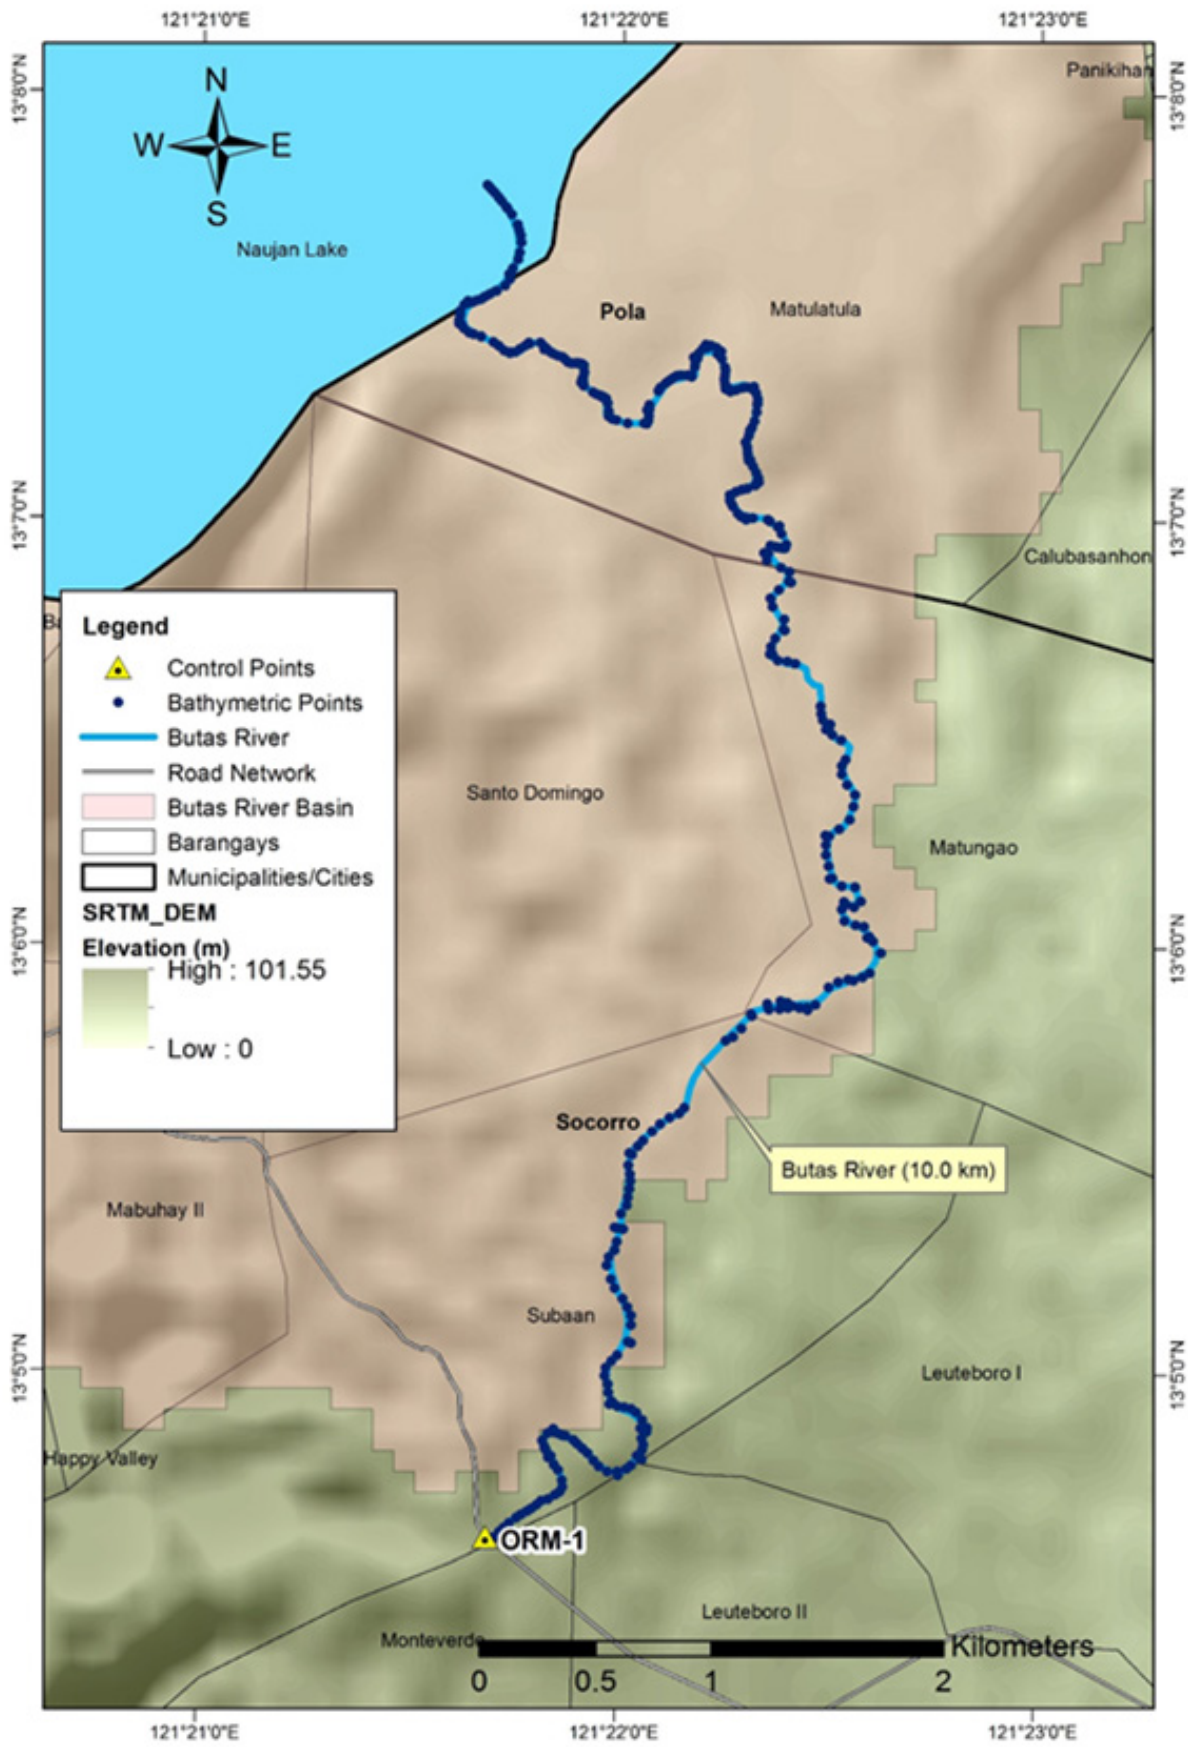 121°21'0"E
121°22'0"E
121°23'0"E
13°8'0"N
13°8'0"N
Panikihan
N
W
E
S
Naujan Lake
Pola
Matulatula
13°7'0"N
13°7'0"N
Calubasanhon
Ba
Legend
Control Points
Bathymetric Points
Butas River
Road Network
Butas River Basin
Barangays
Municipalities/Cities
SRTM_DEM
Elevation (m)
High : 101.55
Low : 0
Santo Domingo
Matungao
13°6'0"N
13°6'0"N
Socorro
Butas River (10.0 km)
Mabuhay II
Subaan
13°5'0"N
13°5'0"N
Leuteboro I
Happy Valley
ORM-1
Leuteboro II
Monteverde
Kilometers
0
0.5
1
2
121°21'0"E
121°22'0"E
121°23'0"E